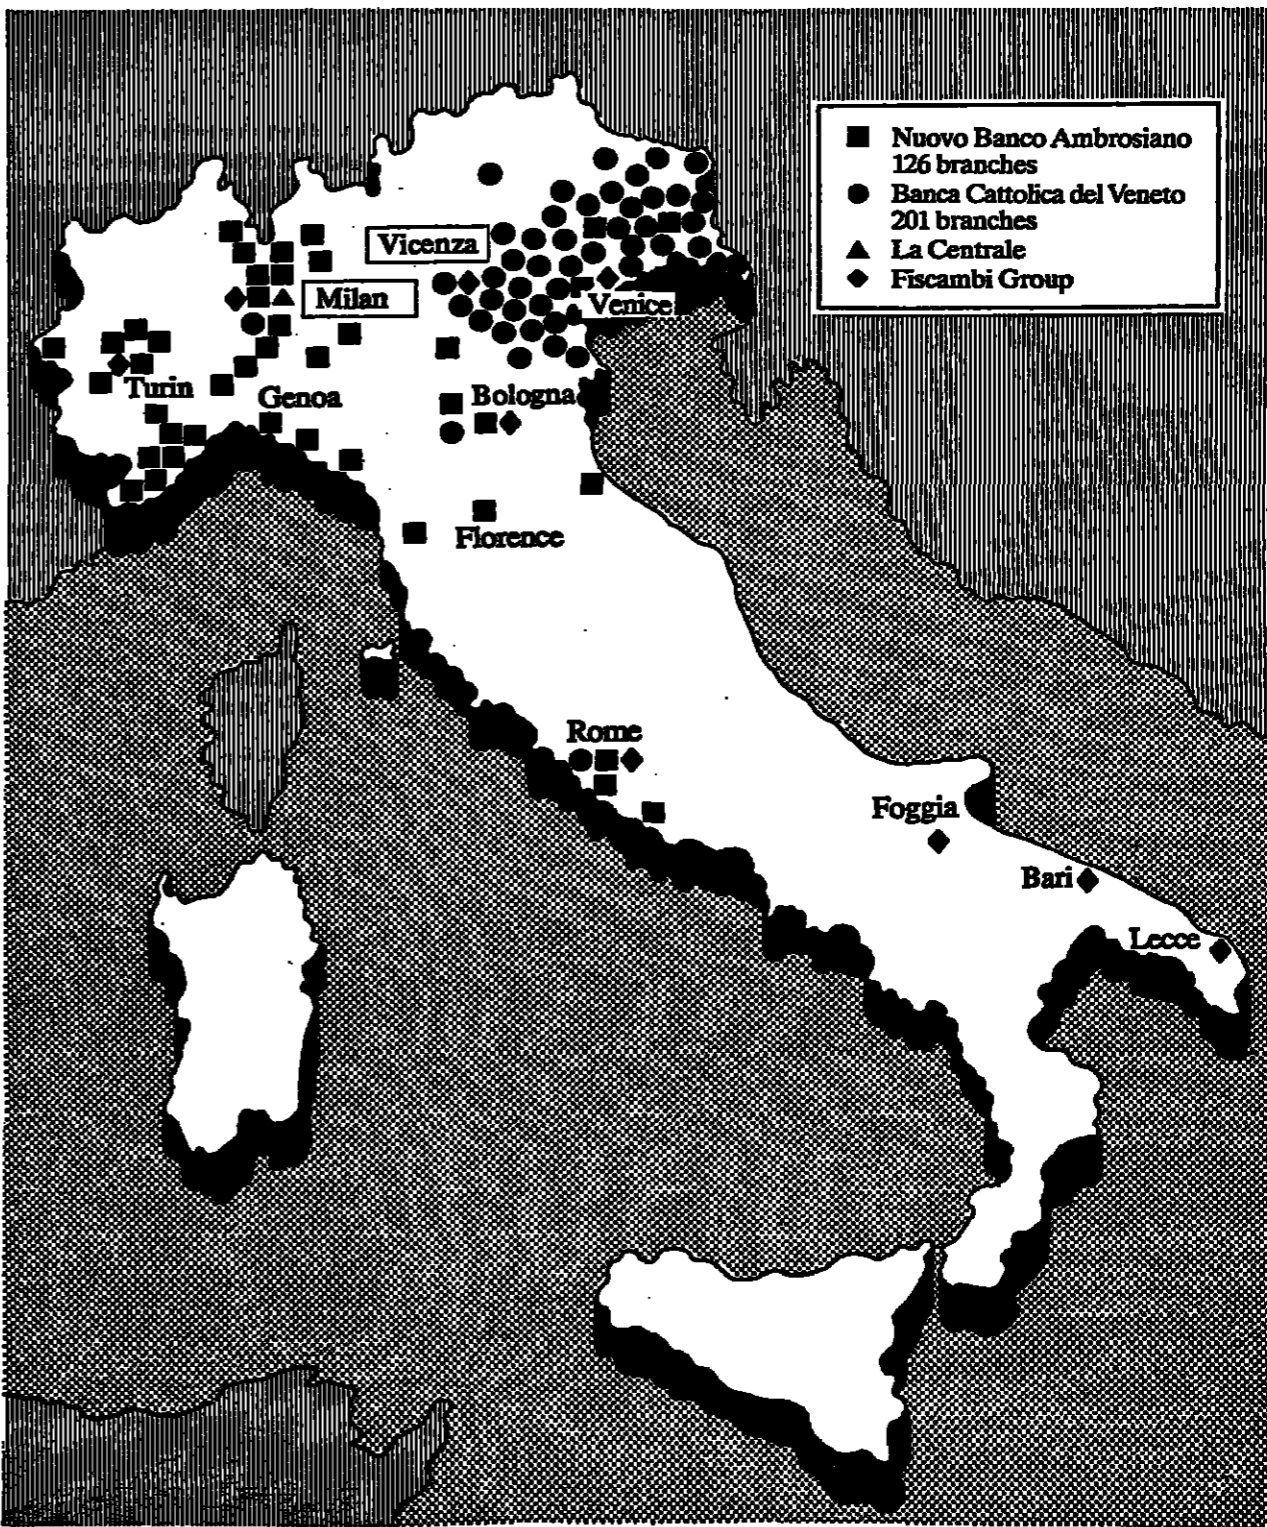 Nuovo Banco Ambrosiano
126 branches
Banca Cattolica del Veneto
201 branches
La Centrale
Fiscambi Group
Vicenza
Milan
Venice
Turin
Genoa
Bologna
Florence
Rome
Foggia
Bari
Lecce